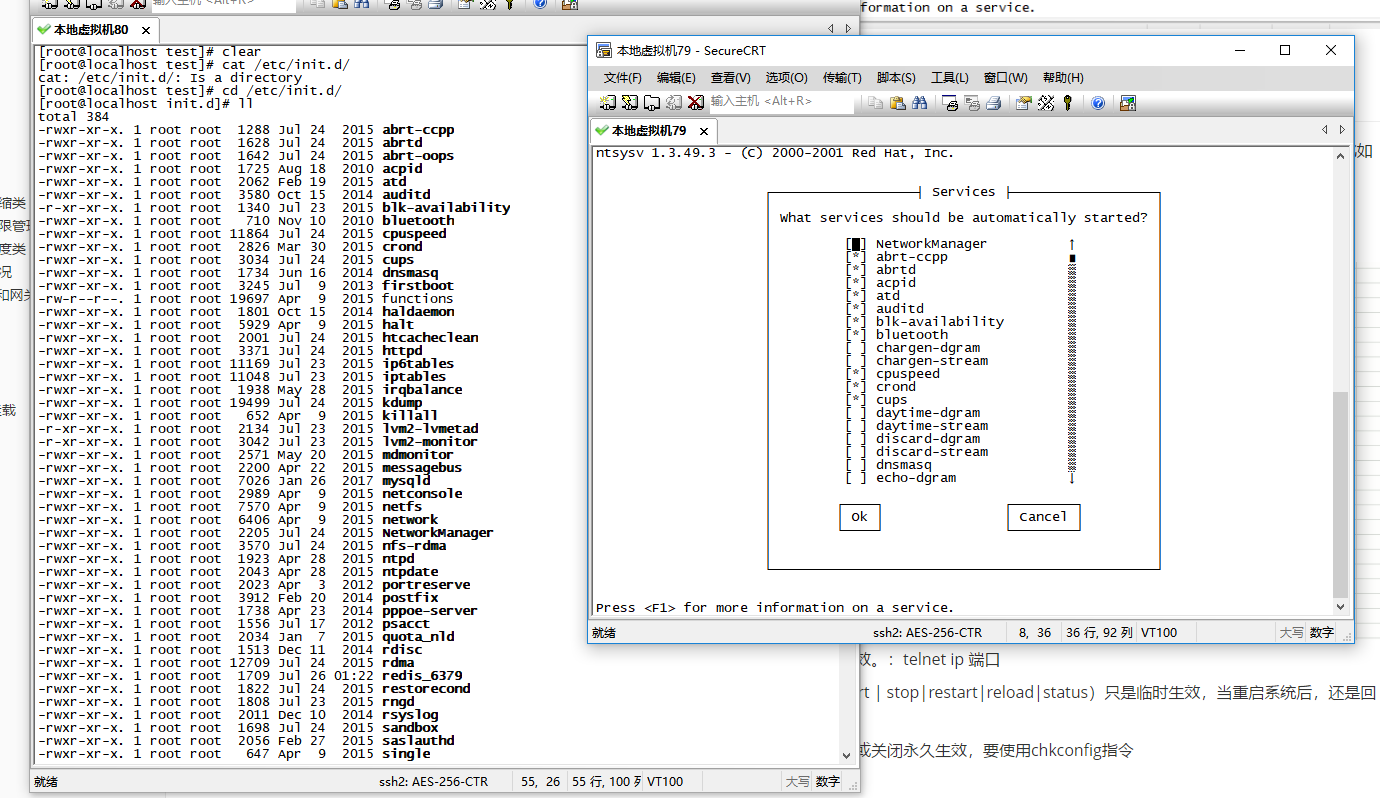 输入主机 <Alt+R>
formation on a service.
本地虚拟机80
[root@localhost test]# clear
[root@localhost test]# cat /etc/init.d/
cat: /etc/init.d/: Is a directory
[root@localhost test]# cd /etc/init.d/
[root@localhost init.d]# ll
total 384
-rwxr-xr-x. 1 root root  1288 Jul 24  2015 abrt-ccpp
-rwxr-xr-x. 1 root root  1628 Jul 24  2015 abrtd
-rwxr-xr-x. 1 root root  1642 Jul 24  2015 abrt-oops
-rwxr-xr-x. 1 root root  1725 Aug 18  2010 acpid
-rwxr-xr-x. 1 root root  2062 Feb 19  2015 atd
-rwxr-xr-x. 1 root root  3580 Oct 15  2014 auditd
-r-xr-xr-x. 1 root root  1340 Jul 23  2015 blk-availability
-rwxr-xr-x. 1 root root   710 Nov 10  2010 bluetooth
-rwxr-xr-x. 1 root root 11864 Jul 24  2015 cpuspeed
-rwxr-xr-x. 1 root root  2826 Mar 30  2015 crond
-rwxr-xr-x. 1 root root  3034 Jul 24  2015 cups
-rwxr-xr-x. 1 root root  1734 Jun 16  2014 dnsmasq
-rwxr-xr-x. 1 root root  3245 Jul  9  2013 firstboot
-rw-r--r--. 1 root root 19697 Apr  9  2015 functions
-rwxr-xr-x. 1 root root  1801 Oct 15  2014 haldaemon
-rwxr-xr-x. 1 root root  5929 Apr  9  2015 halt
-rwxr-xr-x. 1 root root  2001 Jul 24  2015 htcacheclean
-rwxr-xr-x. 1 root root  3371 Jul 24  2015 httpd
-rwxr-xr-x. 1 root root 11169 Jul 23  2015 ip6tables
-rwxr-xr-x. 1 root root 11048 Jul 23  2015 iptables
-rwxr-xr-x. 1 root root  1938 May 28  2015 irqbalance
-rwxr-xr-x. 1 root root 19499 Jul 24  2015 kdump
-rwxr-xr-x. 1 root root   652 Apr  9  2015 killall
-r-xr-xr-x. 1 root root  2134 Jul 23  2015 lvm2-lvmetad
-r-xr-xr-x. 1 root root  3042 Jul 23  2015 lvm2-monitor
-rwxr-xr-x. 1 root root  2571 May 20  2015 mdmonitor
-rwxr-xr-x. 1 root root  2200 Apr 22  2015 messagebus
-rwxr-xr-x. 1 root root  7026 Jan 26  2017 mysqld
-rwxr-xr-x. 1 root root  2989 Apr  9  2015 netconsole
-rwxr-xr-x. 1 root root  7570 Apr  9  2015 netfs
-rwxr-xr-x. 1 root root  6406 Apr  9  2015 network
-rwxr-xr-x. 1 root root  2205 Jul 24  2015 NetworkManager
-rwxr-xr-x. 1 root root  3570 Jul 24  2015 nfs-rdma
-rwxr-xr-x. 1 root root  1923 Apr 28  2015 ntpd
-rwxr-xr-x. 1 root root  2043 Apr 28  2015 ntpdate
-rwxr-xr-x. 1 root root  2023 Apr  3  2012 portreserve
-rwxr-xr-x. 1 root root  3912 Feb 20  2014 postfix
-rwxr-xr-x. 1 root root  1738 Apr 23  2014 pppoe-server
-rwxr-xr-x. 1 root root  1556 Jul 17  2012 psacct
-rwxr-xr-x. 1 root root  2034 Jan  7  2015 quota_nld
-rwxr-xr-x. 1 root root  1513 Dec 11  2014 rdisc
-rwxr-xr-x. 1 root root 12709 Jul 24  2015 rdma
-rwxr-xr-x. 1 root root  1709 Jul 26 01:22 redis_6379
-rwxr-xr-x. 1 root root  1822 Jul 24  2015 restorecond
-rwxr-xr-x. 1 root root  1808 Jul 23  2015 rngd
-rwxr-xr-x. 1 root root  2011 Dec 10  2014 rsyslog
-rwxr-xr-x. 1 root root  1698 Jul 24  2015 sandbox
-rwxr-xr-x. 1 root root  2056 Feb 27  2015 saslauthd
-rwxr-xr-x. 1 root root   647 Apr  9  2015 single
就绪 ssh2: AES-256-CTR 55, 26 55 行, 100 列 VT100 大写 数字
缩类
限管理
度类
况
和网关
载
本地虚拟机79 - SecureCRT
文件(F) 编辑(E) 查看(V) 选项(O) 传输(T) 脚本(S) 工具(L) 窗口(W) 帮助(H)
输入主机 <Alt+R>
本地虚拟机79
ntsysv 1.3.49.3 - (C) 2000-2001 Red Hat, Inc.
Services
What services should be automatically started?
[ ] NetworkManager
[*] abrt-ccpp
[*] abrtd
[*] acpid
[*] atd
[*] auditd
[*] blk-availability
[*] bluetooth
[ ] chargen-dgram
[ ] chargen-stream
[*] cpuspeed
[*] crond
[*] cups
[ ] daytime-dgram
[ ] daytime-stream
[ ] discard-dgram
[ ] discard-stream
[ ] dnsmasq
[ ] echo-dgram
Ok Cancel
Press <F1> for more information on a service.
就绪 ssh2: AES-256-CTR 8, 36 36 行, 92 列 VT100 大写 数字
如
效。：telnet ip 端口
rt | stop|restart|reload|status）只是临时生效，当重启系统后，还是回
或关闭永久生效，要使用chkconfig指令